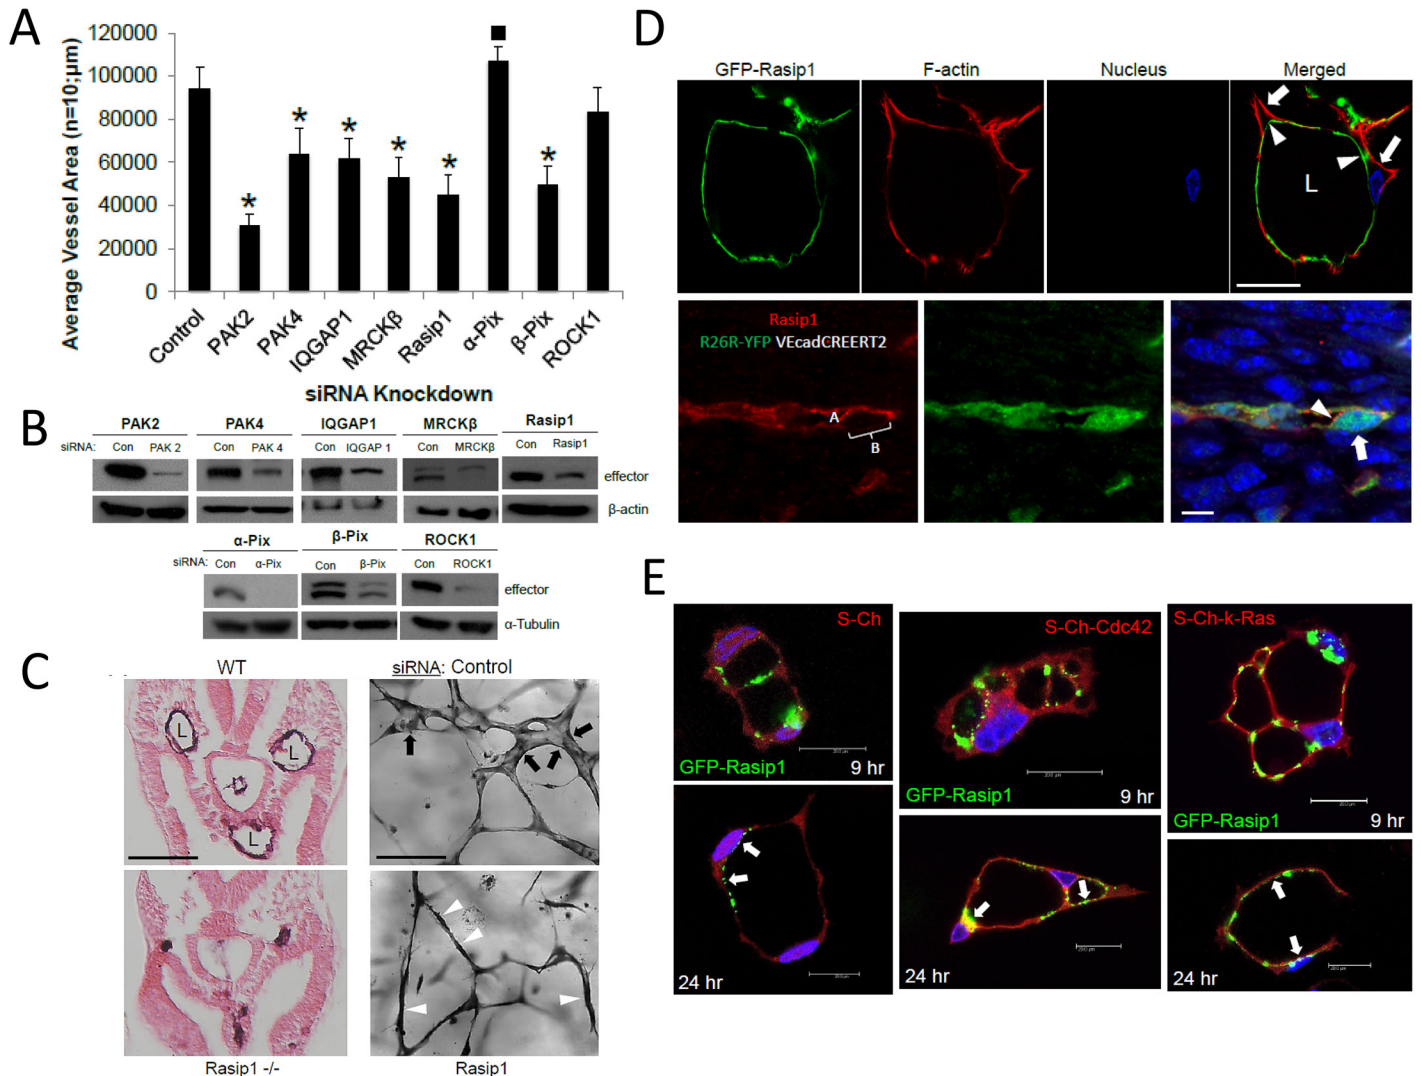 A
Average Vessel Area (n=10;µm)
120000
100000
80000
60000
40000
20000
0
*
*
*
*
*
*
Control
PAK2
PAK4
IQGAP1
MRCKβ
Rasip1
α-Pix
β-Pix
ROCK1
siRNA Knockdown
B
PAK2 PAK4 IQGAP1 MRCKβ Rasip1
siRNA: Con PAK 2 Con PAK 4 Con IQGAP 1 Con MRCKβ Con Rasip1
effector
β-actin
α-Pix β-Pix ROCK1
siRNA: Con α-Pix Con β-Pix Con ROCK1
effector
α-Tubulin
C
WT
siRNA: Control
L
L
L
Rasip1 -/-
Rasip1
D
GFP-Rasip1 F-actin Nucleus Merged
L
Rasip1
R26R-YFP VEcadCREERT2
A
B
E
S-Ch
GFP-Rasip1
9 hr
S-Ch-Cdc42
GFP-Rasip1
9 hr
S-Ch-k-Ras
GFP-Rasip1
9 hr
24 hr
24 hr
24 hr